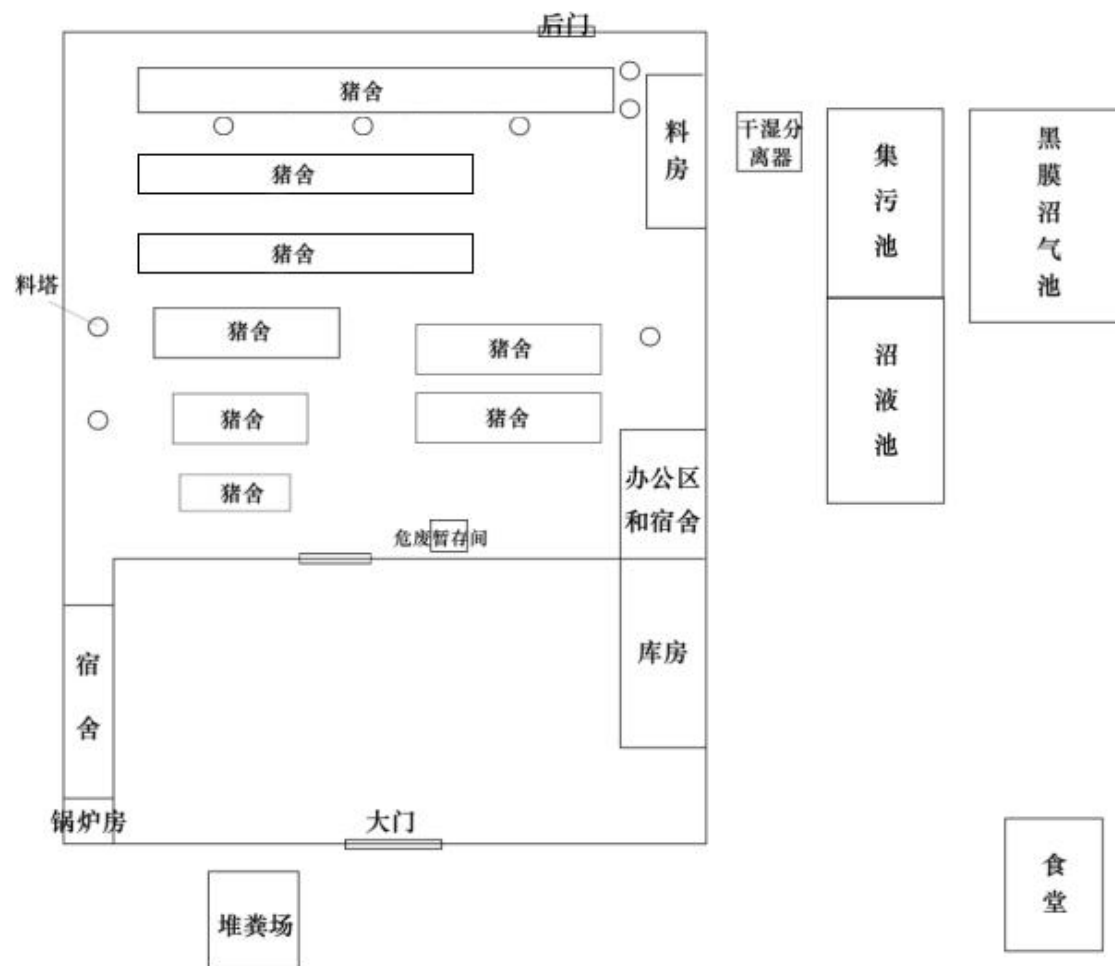 后门
猪舍
料
房
干湿分
离器
集
污
池
黑
膜
沼
气
池
猪舍
猪舍
料塔
猪舍
猪舍
沼
液
池
猪舍
猪舍
猪舍
办公区
和宿舍
危废暂存间
宿
舍
库房
锅炉房
大门
堆粪场
食
堂